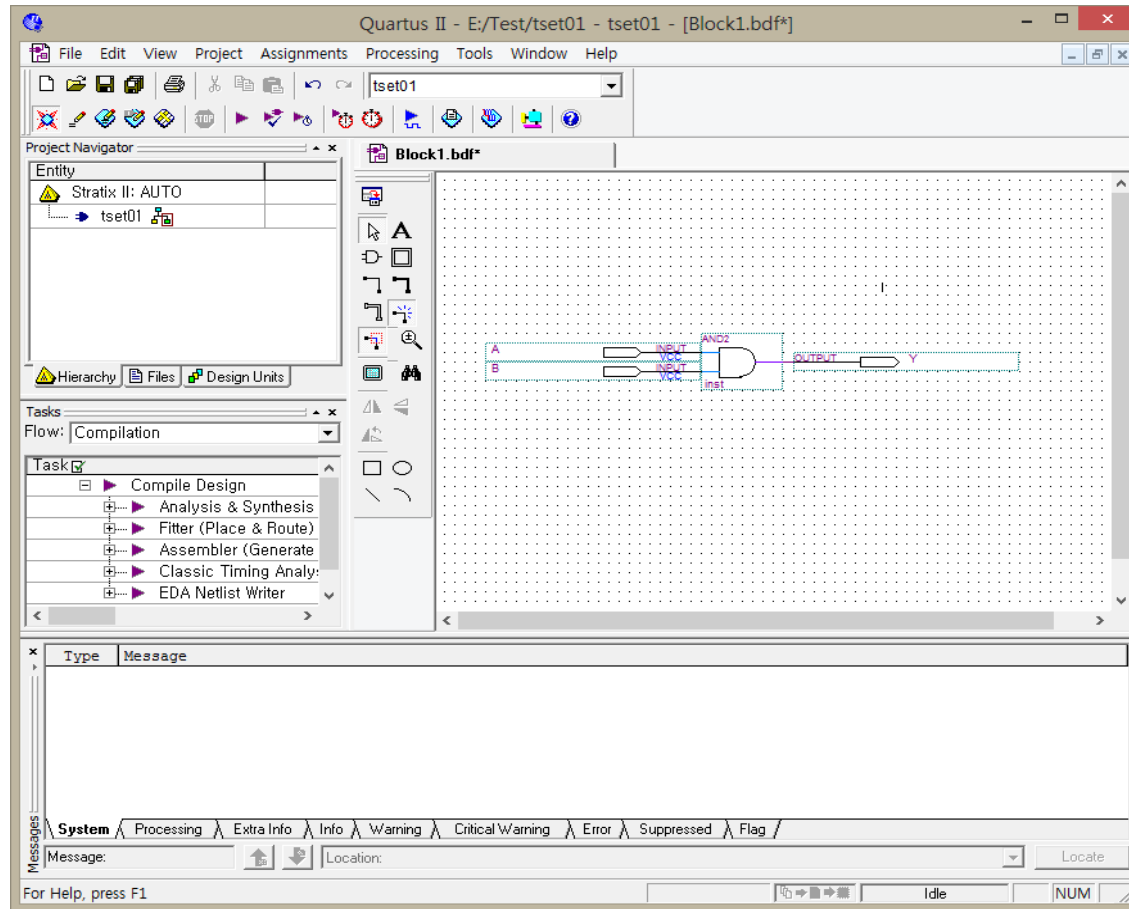 Quartus II - E:/Test/tset01 - tset01 - [Block1.bdf*]
File Edit View Project Assignments Processing Tools Window Help
tset01
STOP
Project Navigator
Block1.bdf*
Entity
Stratix II: AUTO
tset01
A
Hierarchy Files Design Units
Tasks
Flow: Compilation
Task
Compile Design
Analysis & Synthesis
Fitter (Place & Route)
Assembler (Generate
Classic Timing Analy
EDA Netlist Writer
AND2
A INPUT
VCC
B INPUT
VCC
inst
OUTPUT Y
Type Message
Messages
System Processing Extra Info Info Warning Critical Warning Error Suppressed Flag
Message: Location: Locate
For Help, press F1 Idle NUM